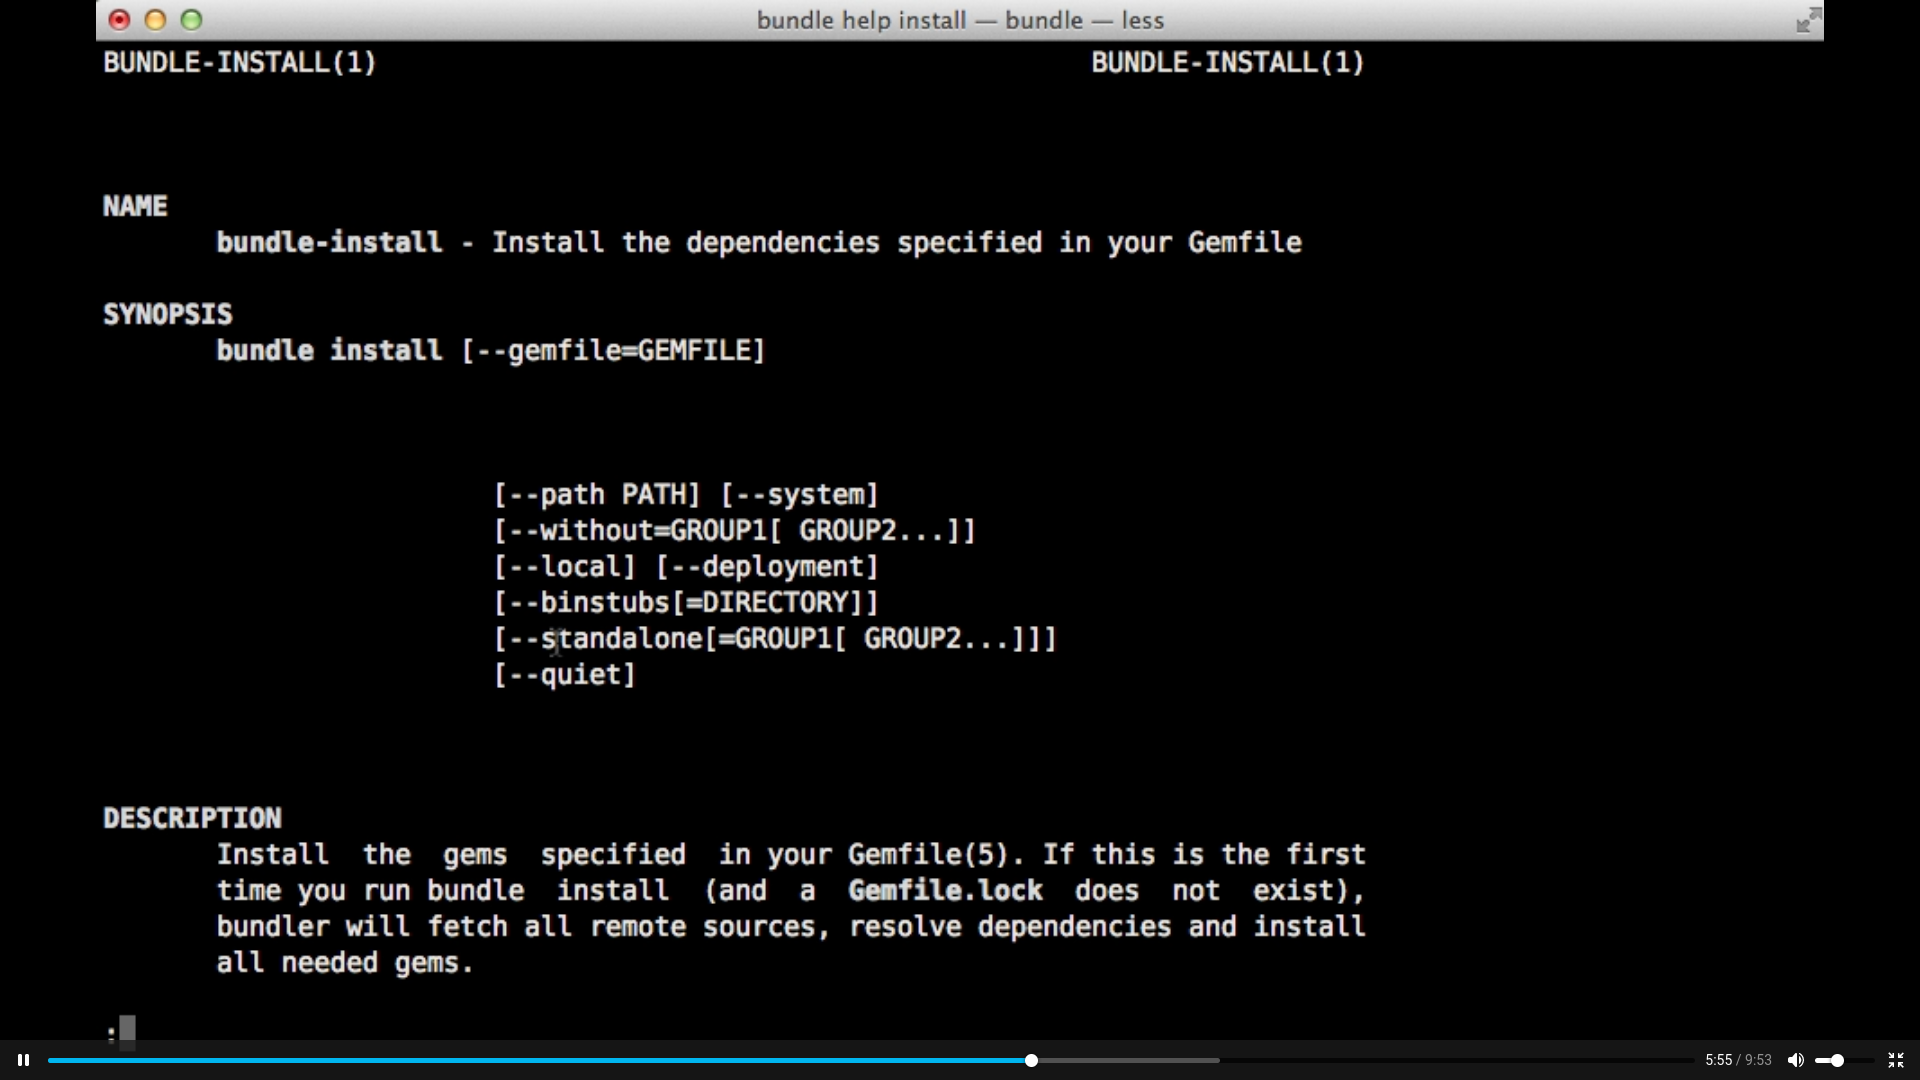 bundle help install — bundle — less
BUNDLE-INSTALL(1) BUNDLE-INSTALL(1)
NAME
bundle-install - Install the dependencies specified in your Gemfile
SYNOPSIS
bundle install [--gemfile=GEMFILE]
[--path PATH] [--system]
[--without=GROUP1[ GROUP2...]]
[--local] [--deployment]
[--binstubs[=DIRECTORY]]
[--standalone[=GROUP1[ GROUP2...]]]
[--quiet]
DESCRIPTION
Install the gems specified in your Gemfile(5). If this is the first
time you run bundle install (and a Gemfile.lock does not exist),
bundler will fetch all remote sources, resolve dependencies and install
all needed gems.
:
5:55 / 9:53